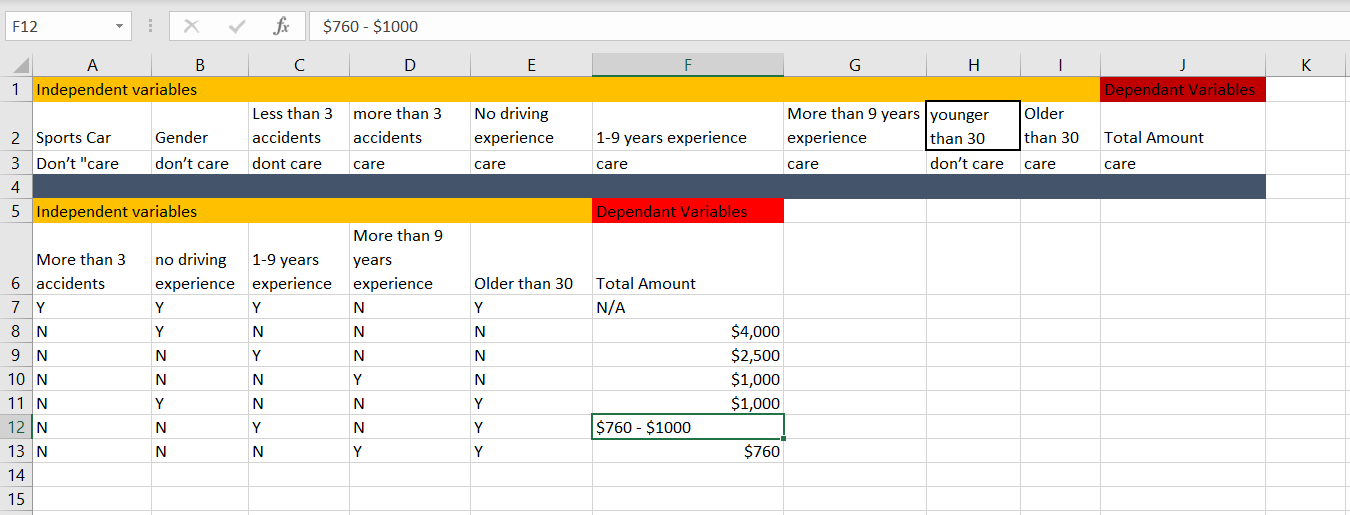 F12 fx $760 - $1000
A B C D E F G H I J K
1 Independent variables Dependant Variables
Less than 3 more than 3 No driving More than 9 years younger Older
2 Sports Car Gender accidents accidents experience 1-9 years experience experience than 30 than 30 Total Amount
3 Don’t "care don’t care dont care care care care care don’t care care care
4
5 Independent variables Dependant Variables
More than 9
More than 3 no driving 1-9 years years
6 accidents experience experience experience Older than 30 Total Amount
7 Y Y Y N Y N/A
8 N Y N N N $4,000
9 N N Y N N $2,500
10 N N N Y N $1,000
11 N Y N N Y $1,000
12 N N Y N Y $760 - $1000
13 N N N Y Y $760
14
15